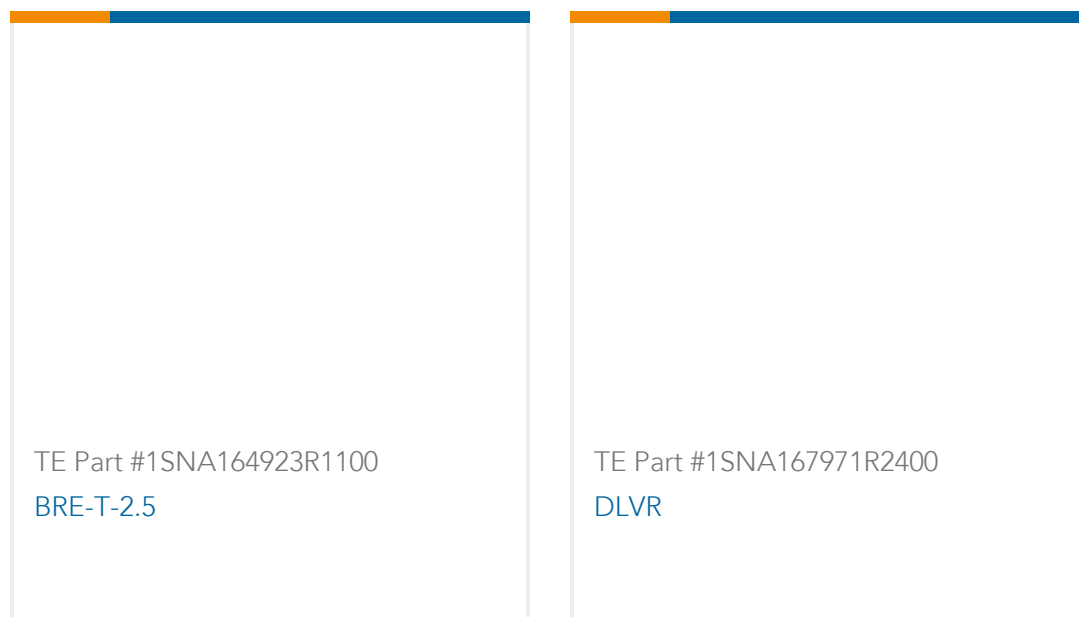 TE Part #1SNA164923R1100
BRE-T-2.5
TE Part #1SNA167971R2400
DLVR